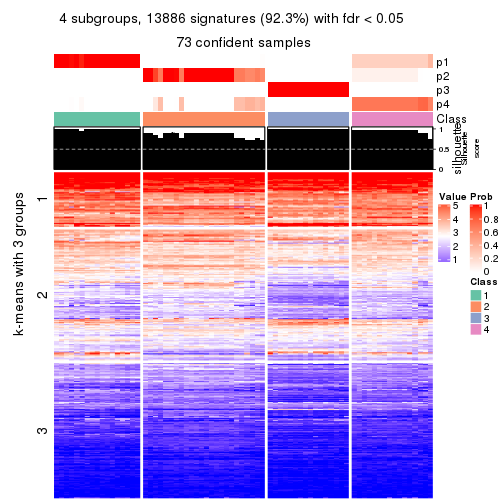 4 subgroups, 13886 signatures (92.3%) with fdr < 0.05
73 confident samples
p1
p2
p3
p4
Class
1
0.5
0
silhouette
Silhouette
score
k-means with 3 groups
1
2
3
Value
5
4
3
2
1
Prob
1
0.8
0.6
0.4
0.2
0
Class
1
2
3
4